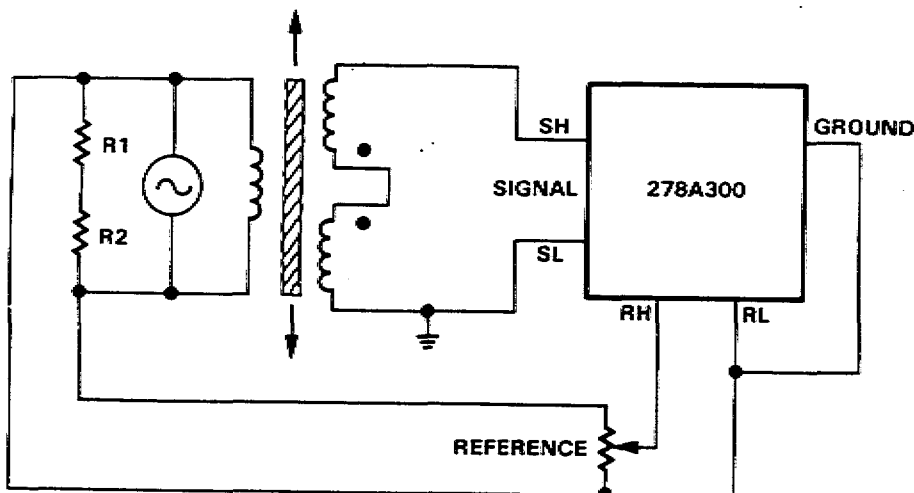 R1
R2
SH
SIGNAL
SL
278A300
GROUND
RH
RL
REFERENCE